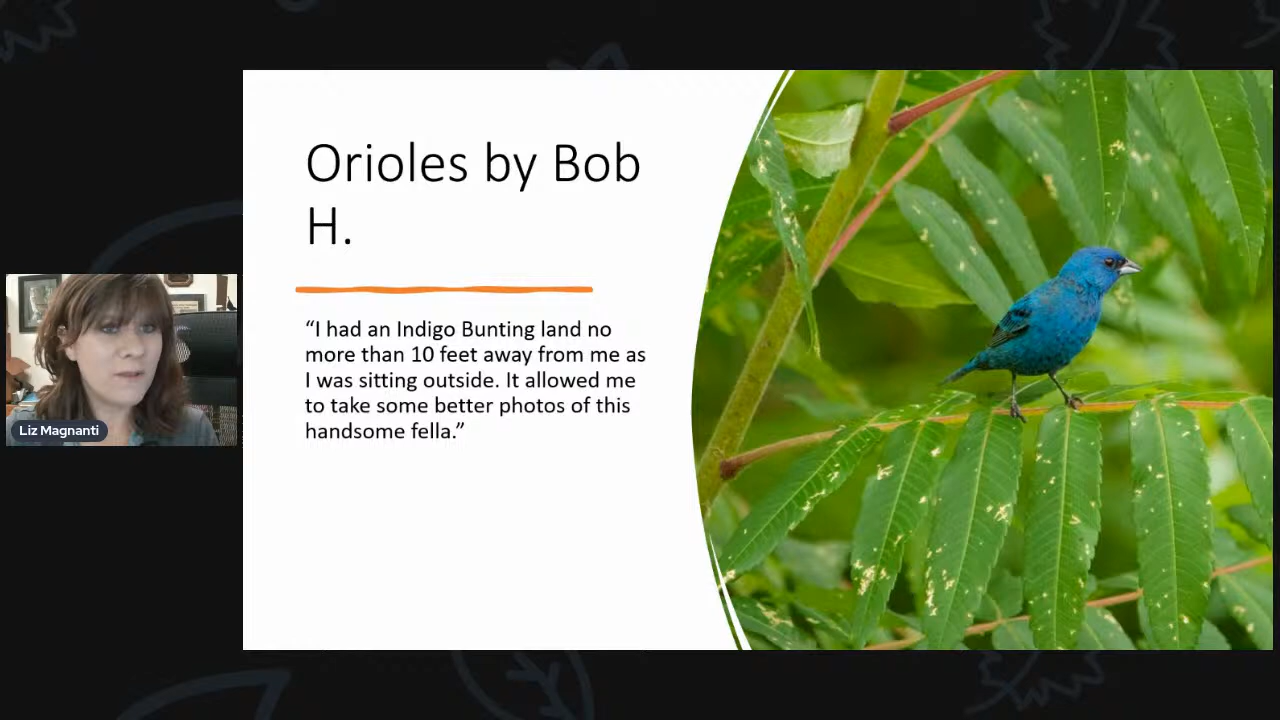 Orioles by Bob
H.
“I had an Indigo Bunting land no
more than 10 feet away from me as
I was sitting outside. It allowed me
to take some better photos of this
handsome fella.”
Liz Magnanti